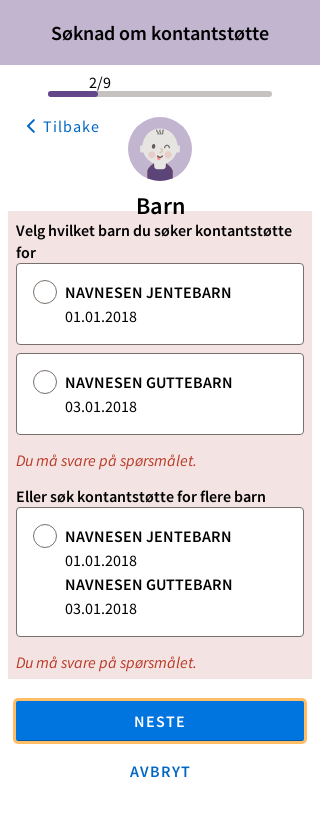 Søknad om kontantstøtte
2/9
Tilbake
Barn
Velg hvilket barn du søker kontantstøtte
for
NAVNESEN JENTEBARN
01.01.2018
NAVNESEN GUTTEBARN
03.01.2018
Du må svare på spørsmålet.
Eller søk kontantstøtte for flere barn
NAVNESEN JENTEBARN
01.01.2018
NAVNESEN GUTTEBARN
03.01.2018
Du må svare på spørsmålet.
NESTE
AVBRYT